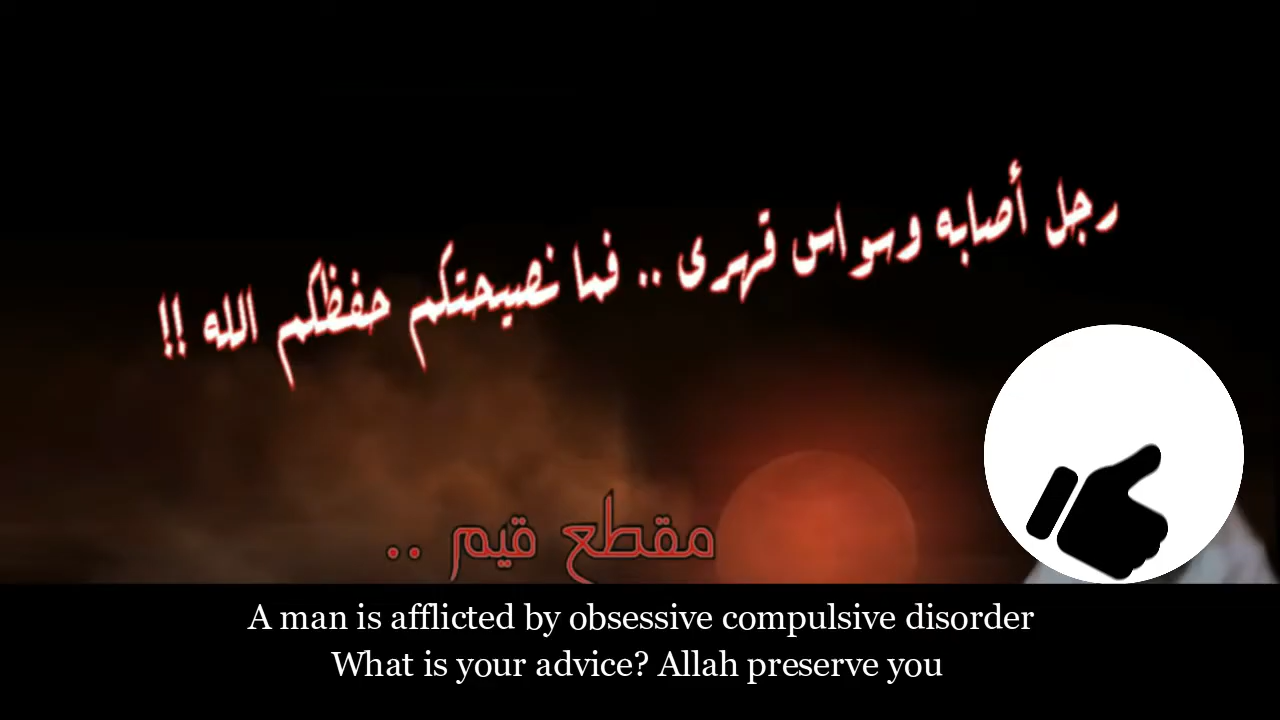 رجل أصابه وسواس قهرى .. فما نصيحتكم حفظكم الله !!
مقطع قيم ..
A man is afflicted by obsessive compulsive disorder
What is your advice? Allah preserve you